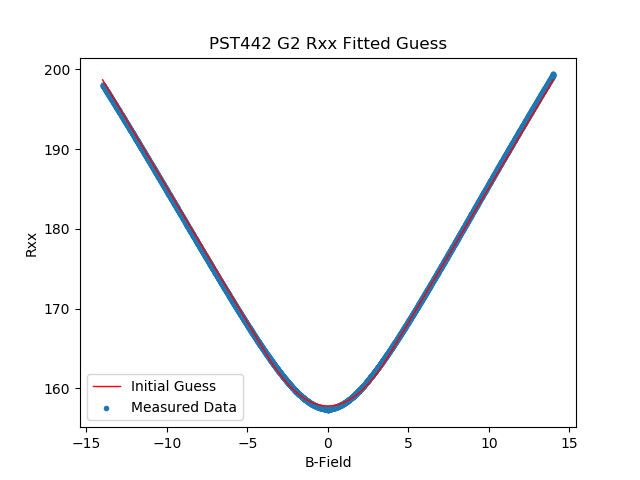 PST442 G2 Rxx Fitted Guess
200
190
180
170
160
Rxx
Initial Guess
Measured Data
−15 −10 −5 0 5 10 15
B-Field